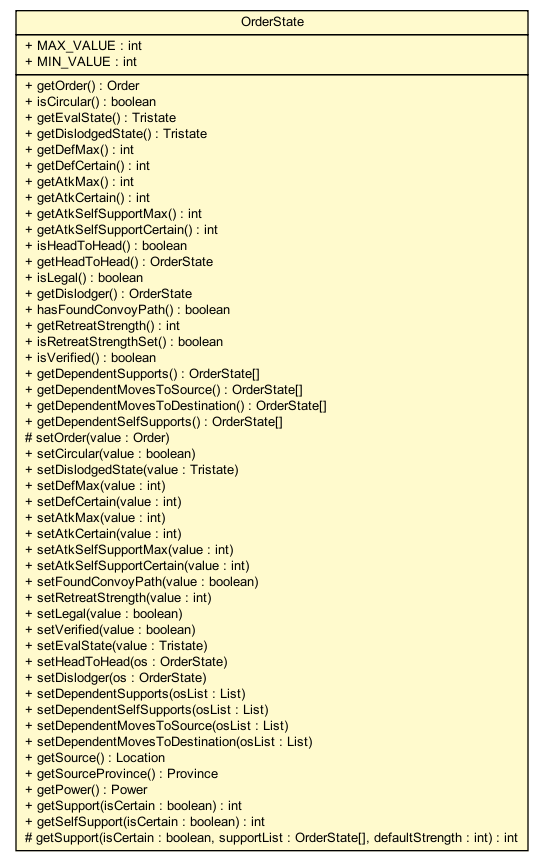 OrderState
+ MAX_VALUE : int
+ MIN_VALUE : int
+ getOrder() : Order
+ isCircular() : boolean
+ getEvalState() : Tristate
+ getDislodgedState() : Tristate
+ getDefMax() : int
+ getDefCertain() : int
+ getAtkMax() : int
+ getAtkCertain() : int
+ getAtkSelfSupportMax() : int
+ getAtkSelfSupportCertain() : int
+ isHeadToHead() : boolean
+ getHeadToHead() : OrderState
+ isLegal() : boolean
+ getDislodger() : OrderState
+ hasFoundConvoyPath() : boolean
+ getRetreatStrength() : int
+ isRetreatStrengthSet() : boolean
+ isVerified() : boolean
+ getDependentSupports() : OrderState[]
+ getDependentMovesToSource() : OrderState[]
+ getDependentMovesToDestination() : OrderState[]
+ getDependentSelfSupports() : OrderState[]
# setOrder(value : Order)
+ setCircular(value : boolean)
+ setDislodgedState(value : Tristate)
+ setDefMax(value : int)
+ setDefCertain(value : int)
+ setAtkMax(value : int)
+ setAtkCertain(value : int)
+ setAtkSelfSupportMax(value : int)
+ setAtkSelfSupportCertain(value : int)
+ setFoundConvoyPath(value : boolean)
+ setRetreatStrength(value : int)
+ setLegal(value : boolean)
+ setVerified(value : boolean)
+ setEvalState(value : Tristate)
+ setHeadToHead(os : OrderState)
+ setDislodger(os : OrderState)
+ setDependentSupports(osList : List)
+ setDependentSelfSupports(osList : List)
+ setDependentMovesToSource(osList : List)
+ setDependentMovesToDestination(osList : List)
+ getSource() : Location
+ getSourceProvince() : Province
+ getPower() : Power
+ getSupport(isCertain : boolean) : int
+ getSelfSupport(isCertain : boolean) : int
# getSupport(isCertain : boolean, supportList : OrderState[], defaultStrength : int) : int